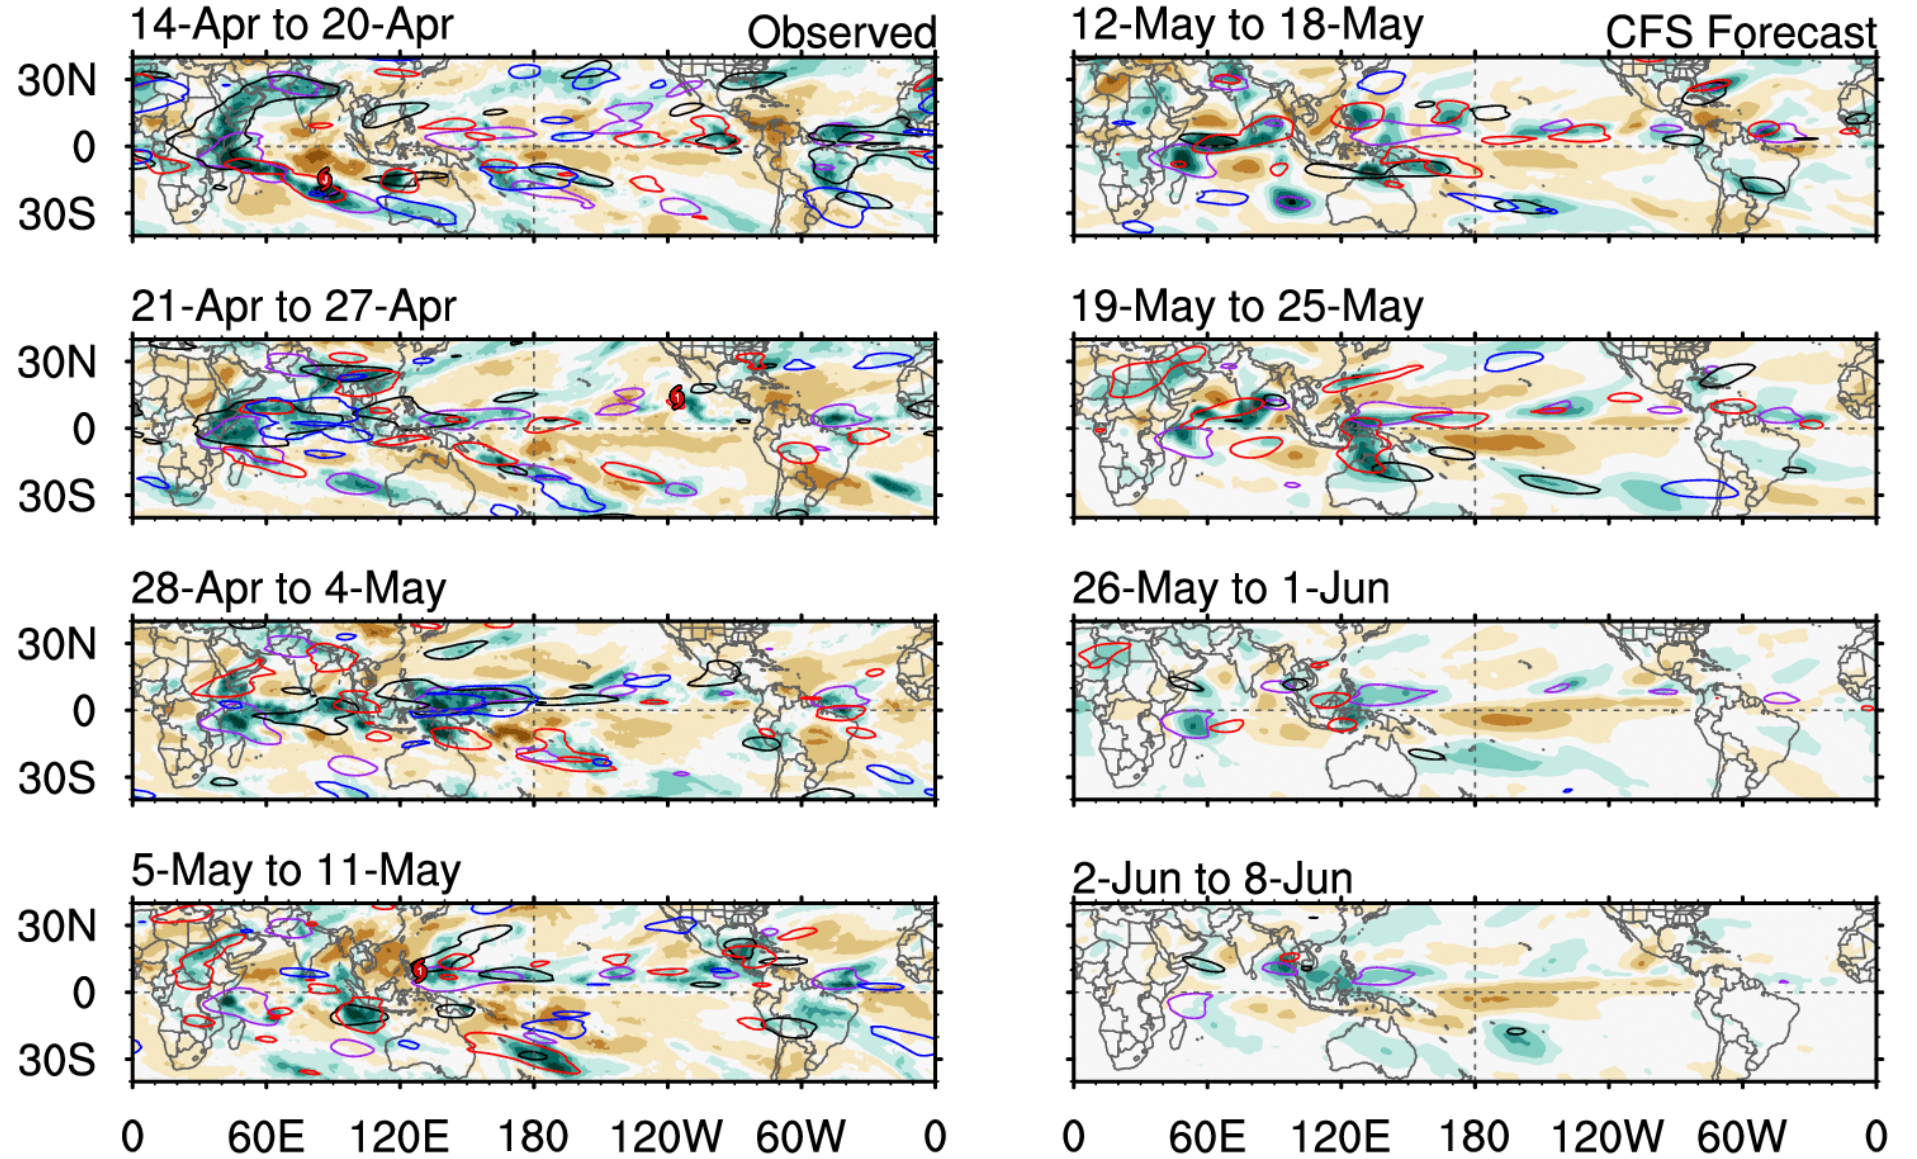 14-Apr to 20-Apr Observed
30N
0
30S
21-Apr to 27-Apr
30N
0
30S
28-Apr to 4-May
30N
0
30S
5-May to 11-May
30N
0
30S
0 60E 120E 180 120W 60W 0
12-May to 18-May CFS Forecast
19-May to 25-May
26-May to 1-Jun
2-Jun to 8-Jun
0 60E 120E 180 120W 60W 0